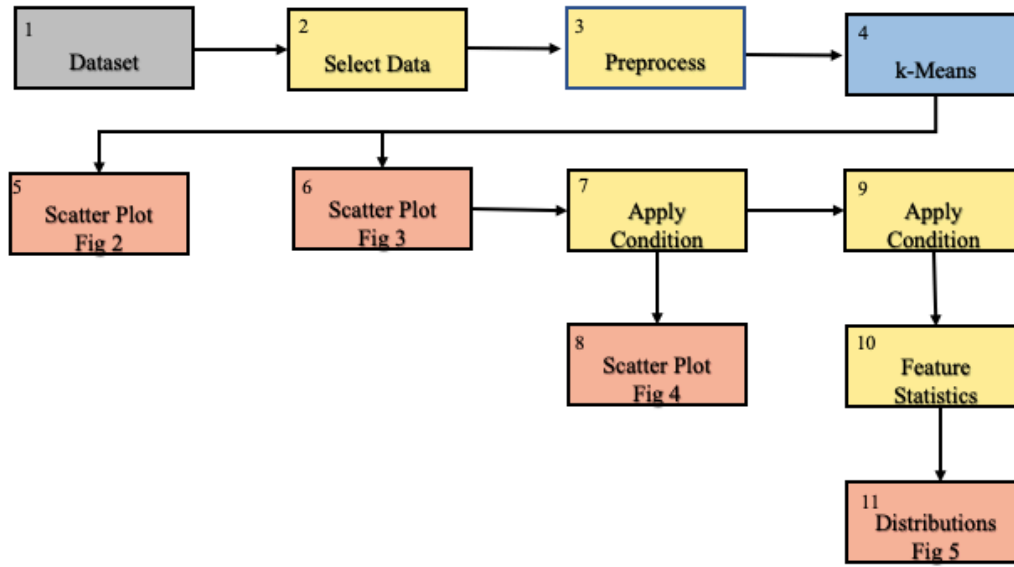 1
Dataset
2
Select Data
3
Preprocess
4
k-Means
5
Scatter Plot
Fig 2
6
Scatter Plot
Fig 3
7
Apply
Condition
9
Apply
Condition
8
Scatter Plot
Fig 4
10
Feature
Statistics
11
Distributions
Fig 5